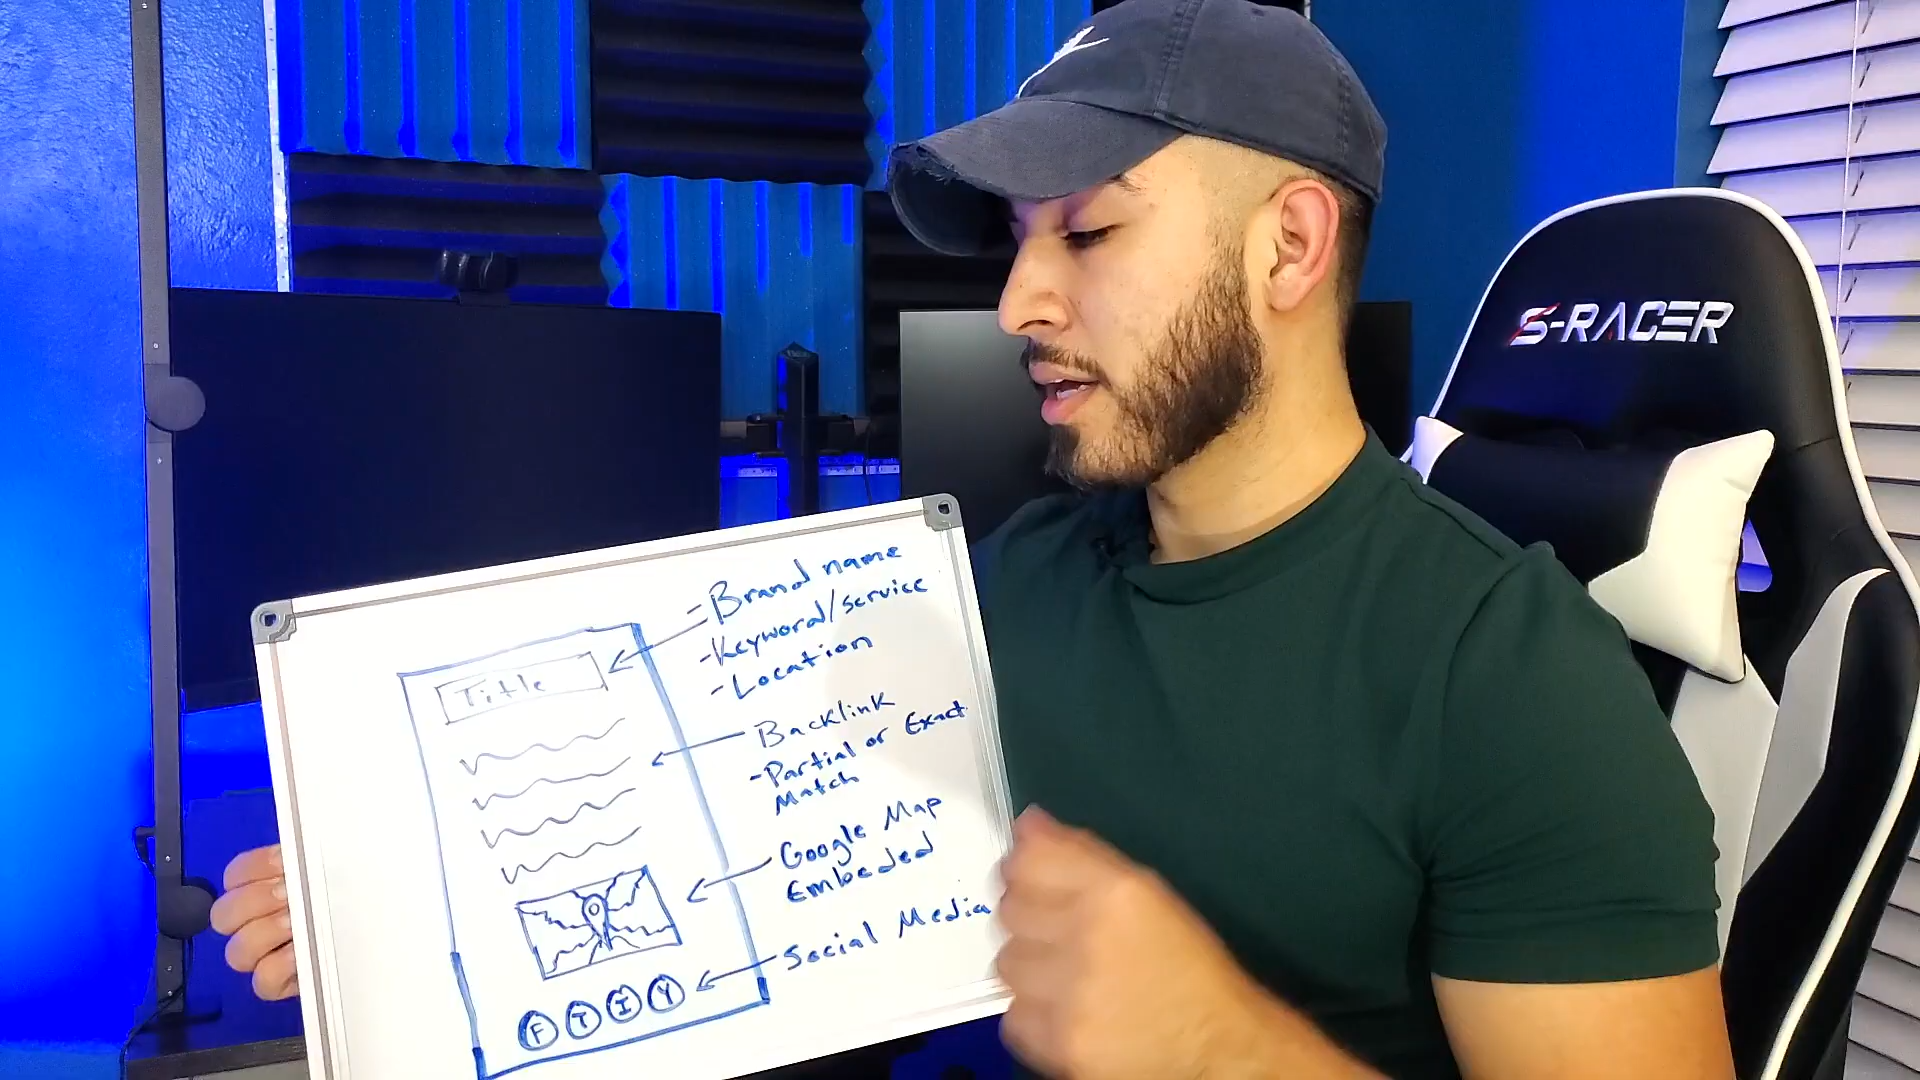 S-RACER
- Brand name
- Keyword/service
- Location
Title
Backlink
- Partial or Exact
Match
Google Map
Embeded
Social Media
F T I Y